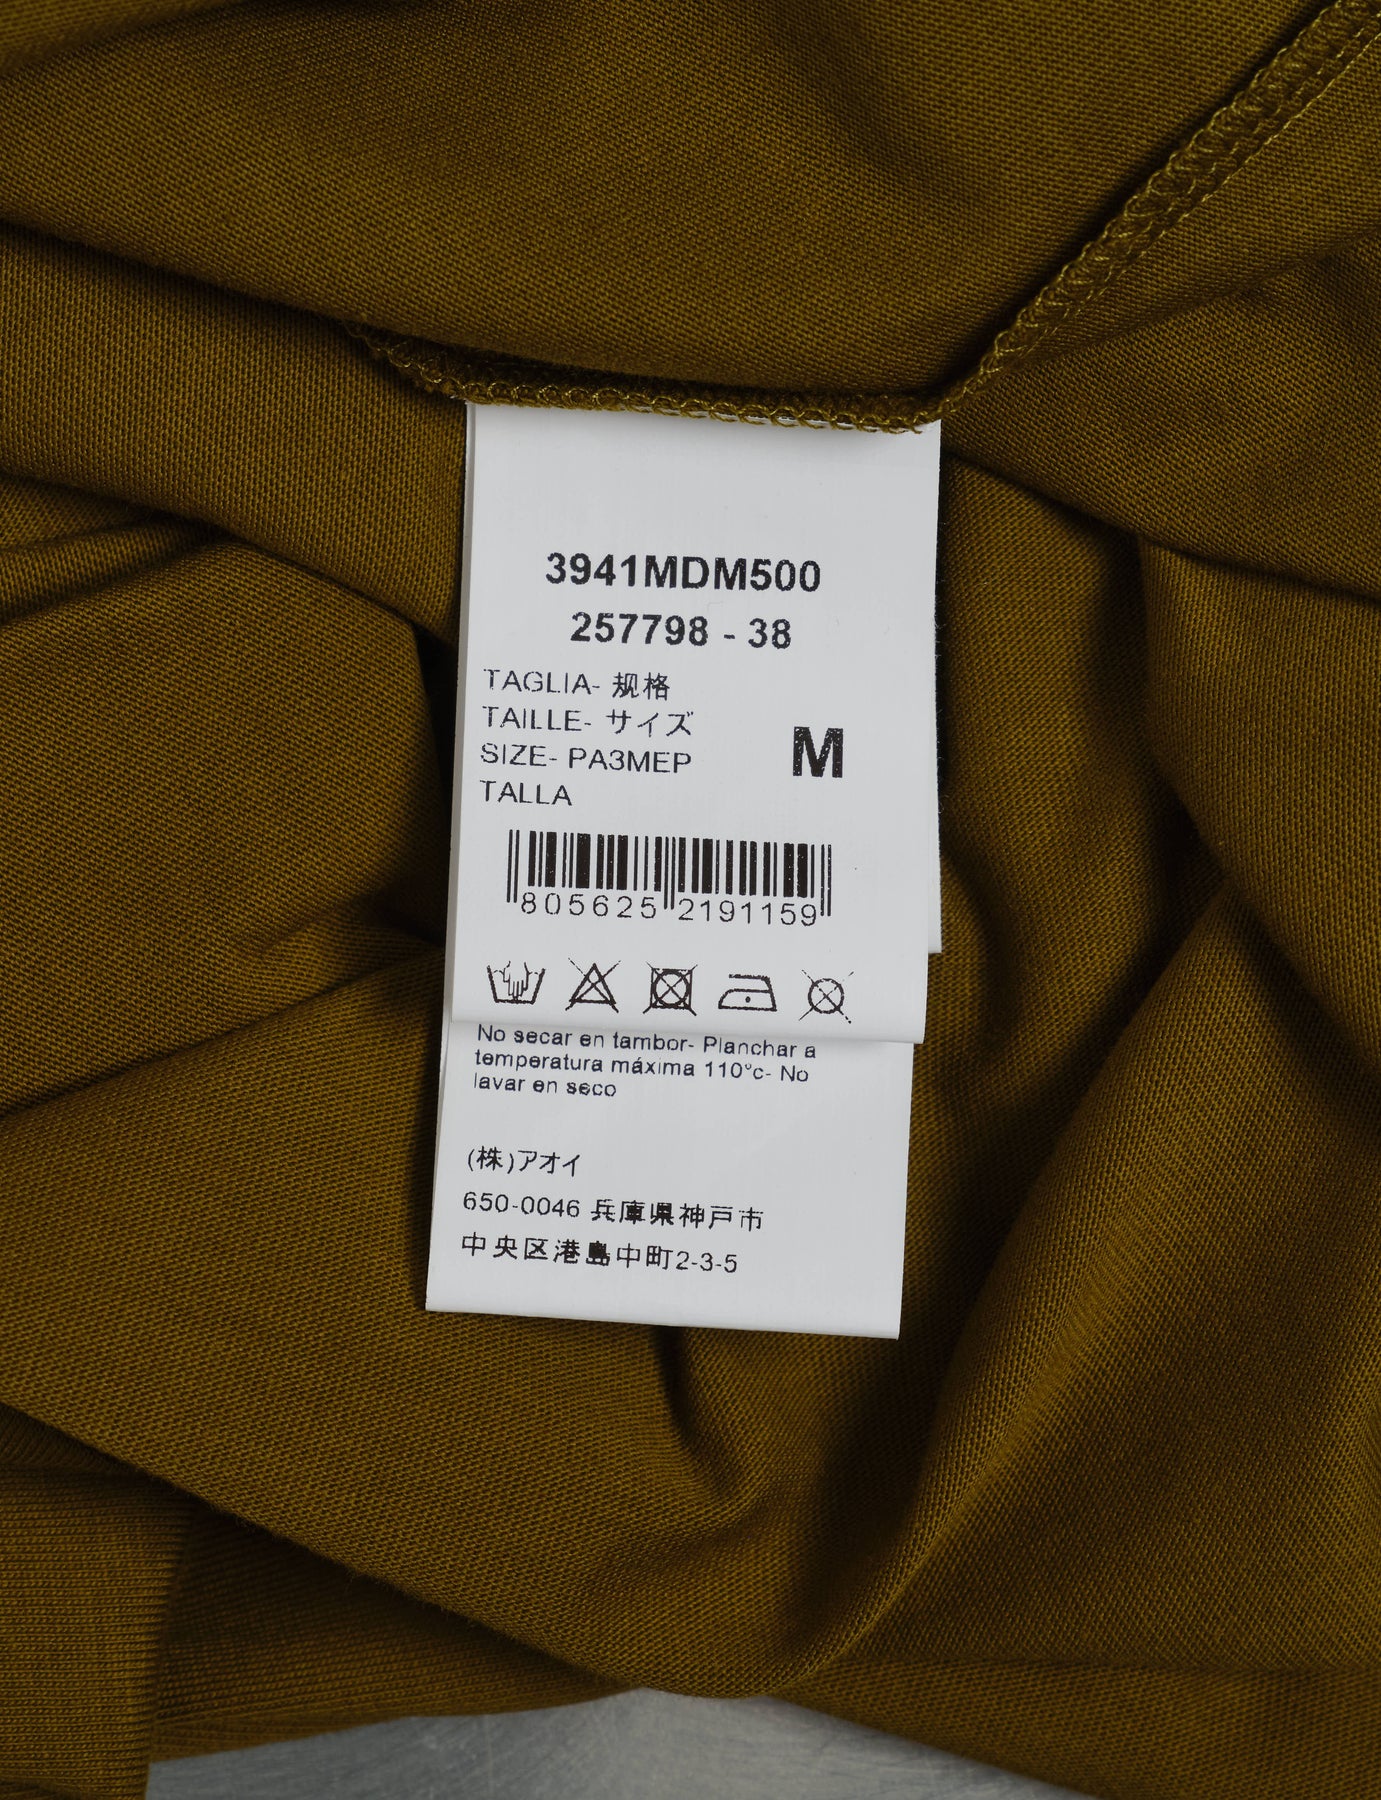 3941MDM500
257798 - 38
TAGLIA- 规格
TAILLE- サイズ
SIZE- РАЗМЕР
TALLA
M
805625 2191159
No secar en tambor- Planchar a
temperatura máxima 110°c- No
lavar en seco
(株)アオイ
650-0046 兵庫県神戸市
中央区港島中町2-3-5